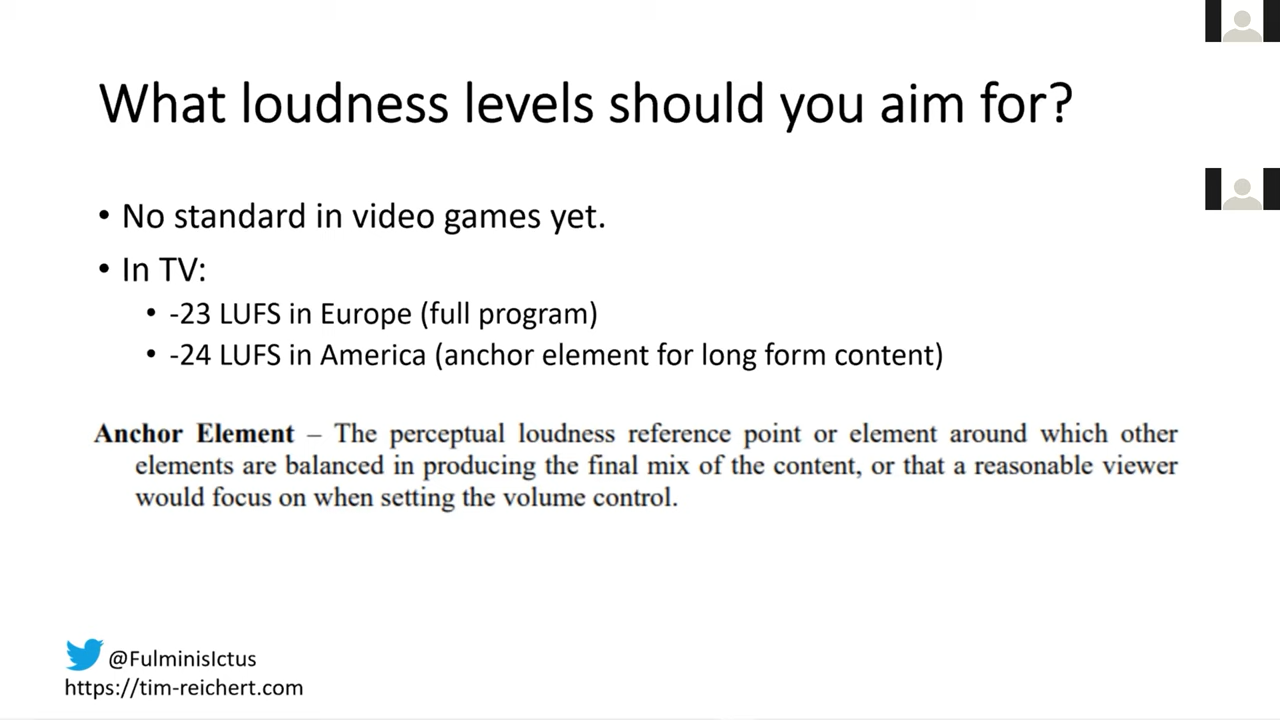 What loudness levels should you aim for?
• No standard in video games yet.
• In TV:
• -23 LUFS in Europe (full program)
• -24 LUFS in America (anchor element for long form content)
Anchor Element – The perceptual loudness reference point or element around which other
elements are balanced in producing the final mix of the content, or that a reasonable viewer
would focus on when setting the volume control.
@FulminisIctus
https://tim-reichert.com